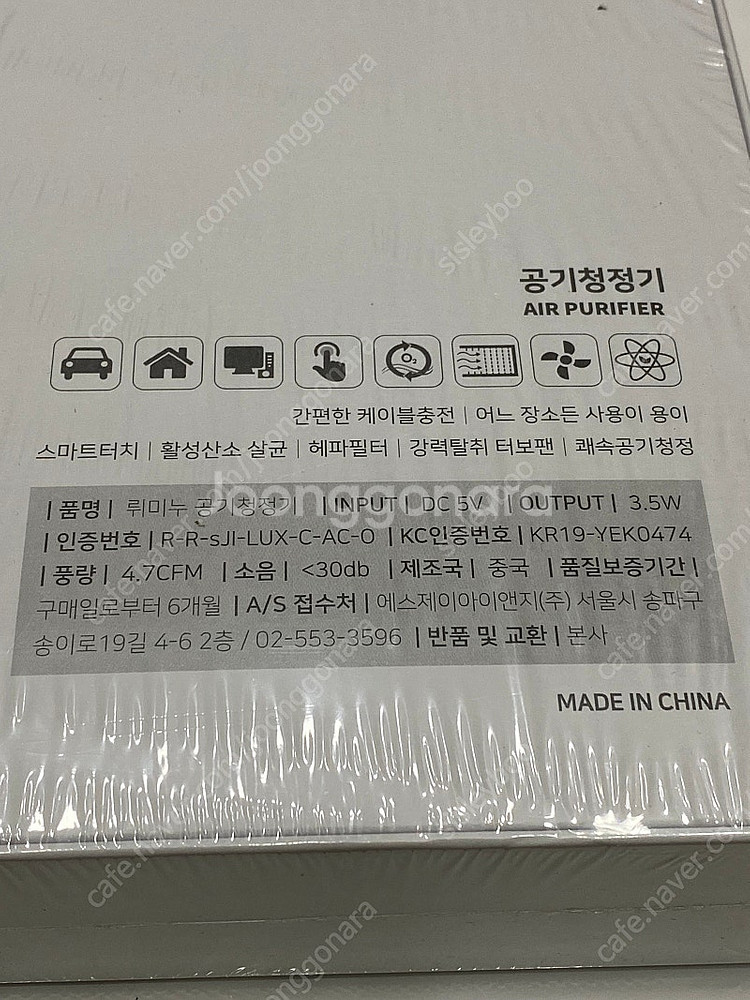 공기청정기
AIR PURIFIER
O₂
간편한 케이블충전 | 어느 장소든 사용이 용이
스마트터치 | 활성산소 살균 | 헤파필터 | 강력탈취 터보팬 | 쾌속공기청정
| 품명 | 뤼미누 공기청정기 | INPUT | DC 5V | OUTPUT | 3.5W
| 인증번호 | R-R-sJI-LUX-C-AC-O | KC인증번호 | KR19-YEK0474
| 풍량 | 4.7CFM | 소음 | <30db | 제조국 | 중국 | 품질보증기간 |
구매일로부터 6개월 | A/S 접수처 | 에스제이아이앤지(주) 서울시 송파구
송이로19길 4-6 2층 / 02-553-3596 | 반품 및 교환 | 본사
MADE IN CHINA
Joonggonara
cafe.naver.com/joonggonara
sisleyboo